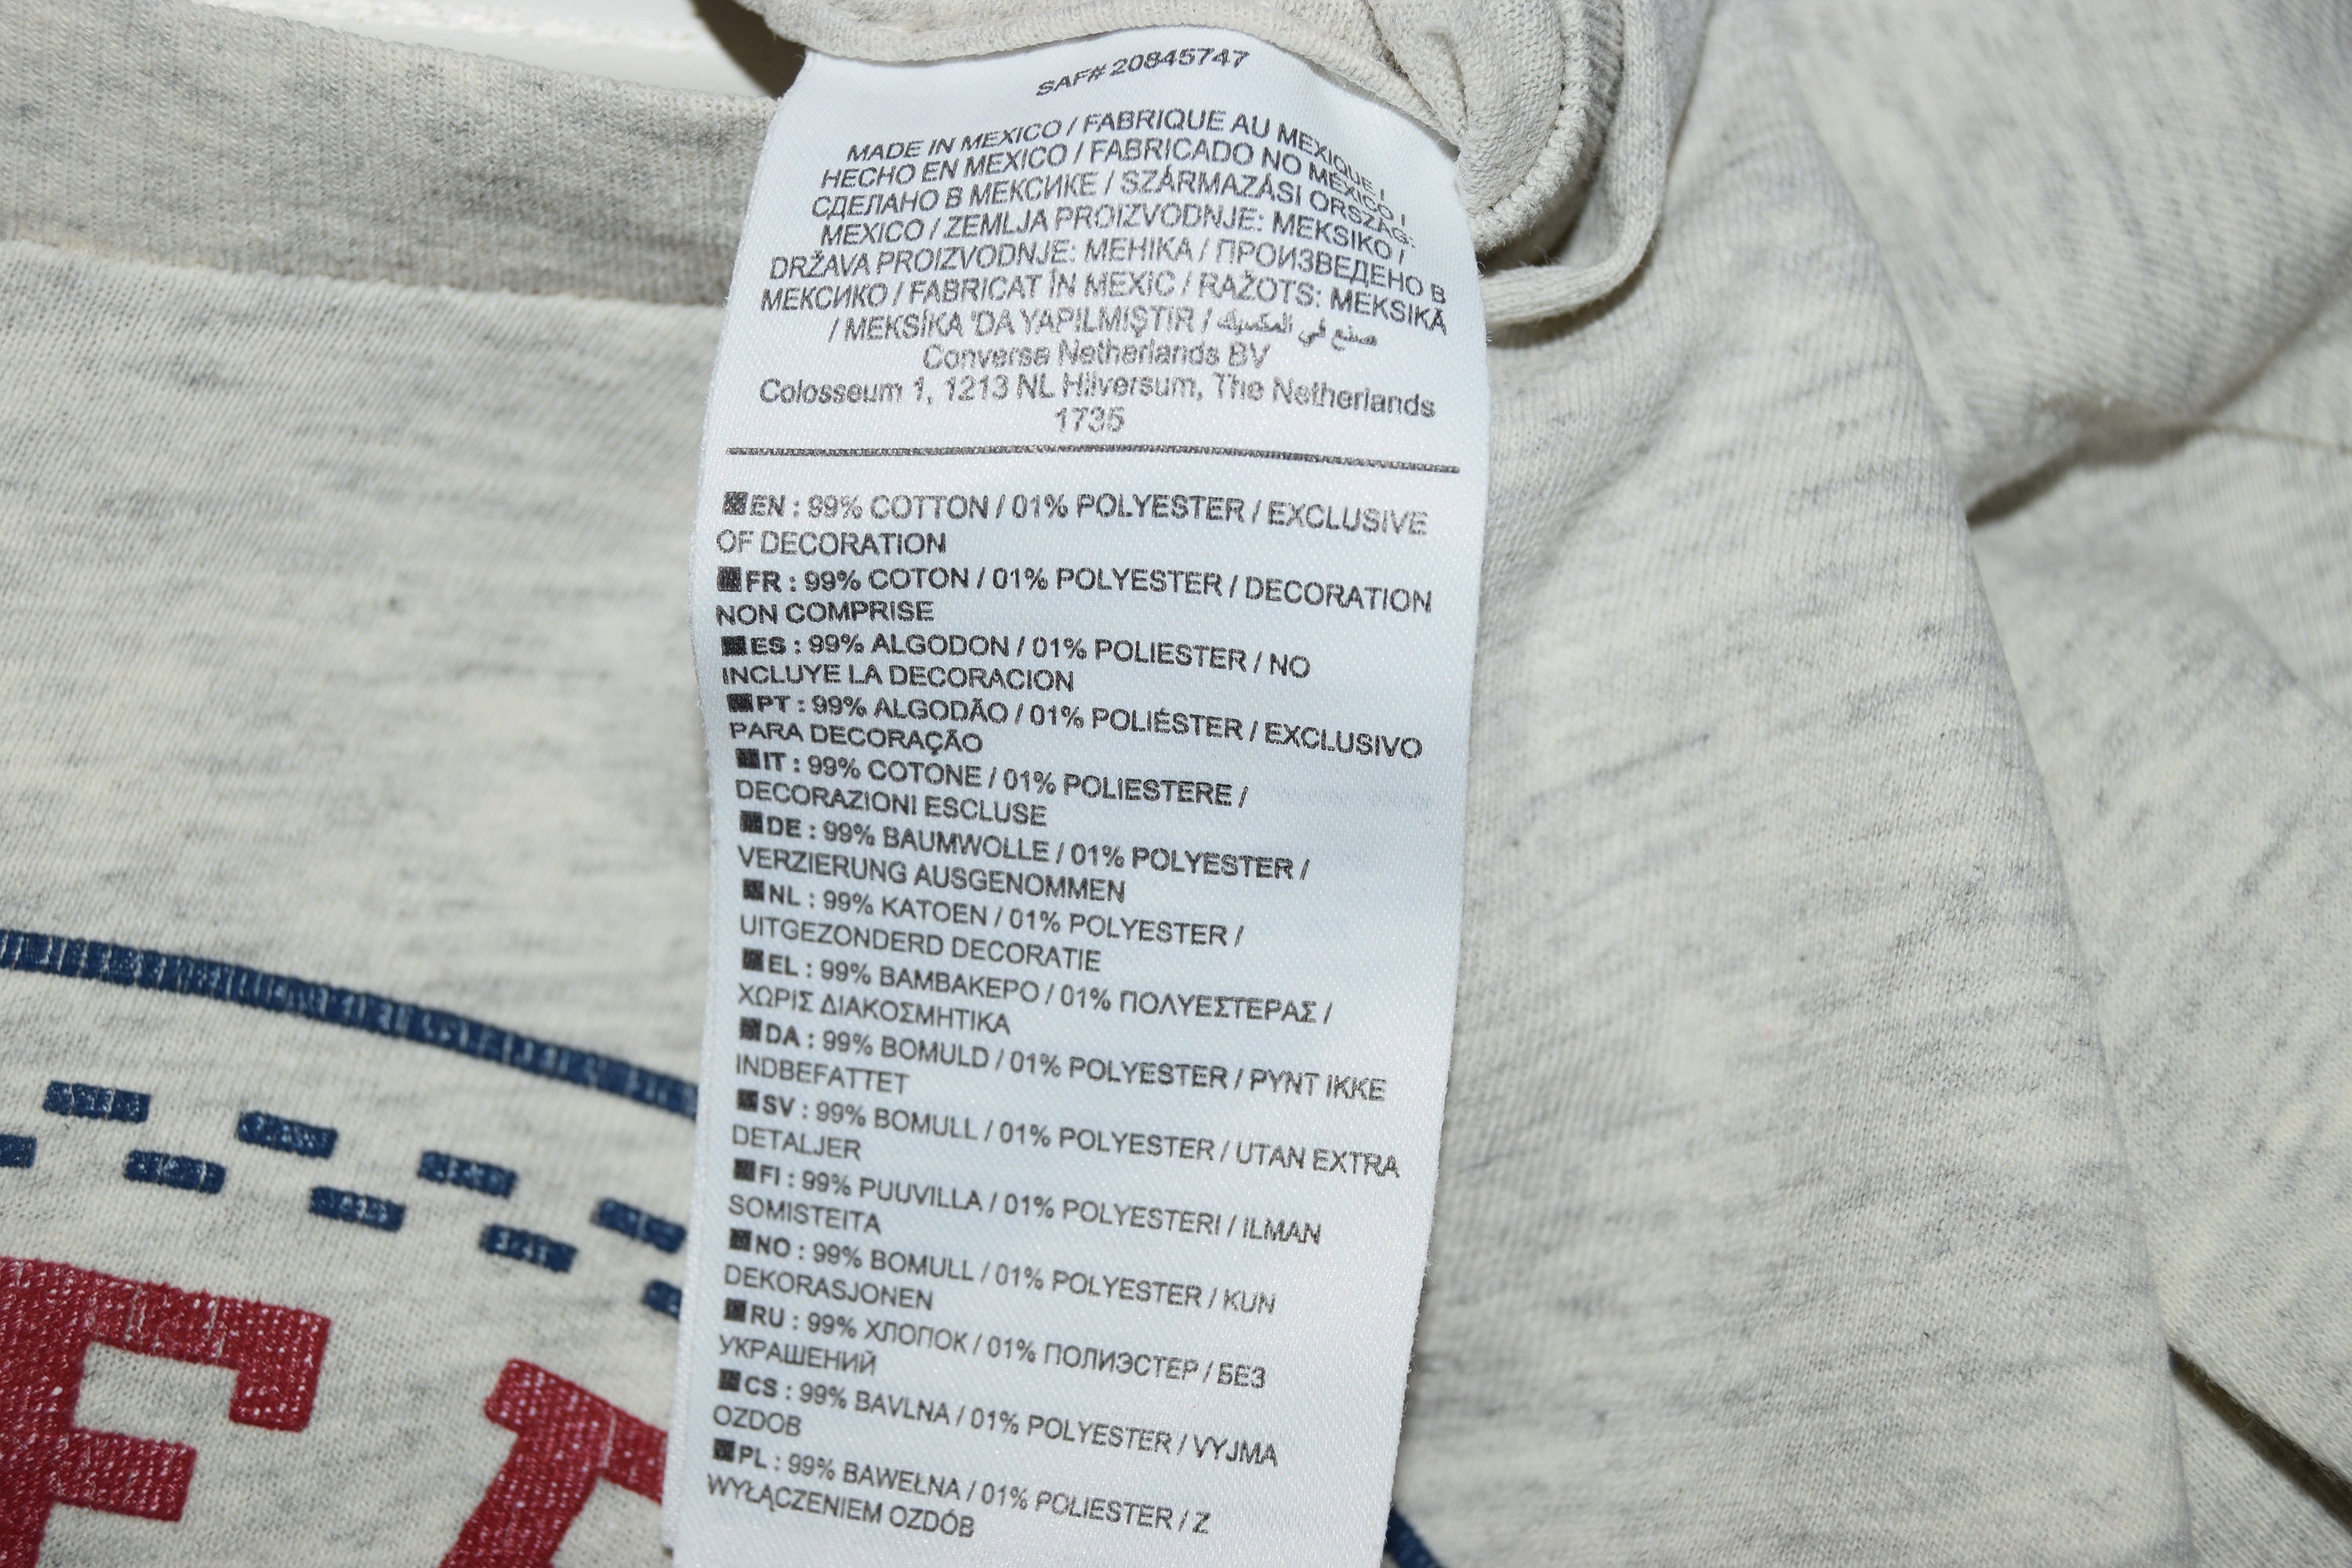 SAF# 20845747
MADE IN MEXICO / FABRIQUE AU MEXIQUE /
HECHO EN MEXICO / FABRICADO NO MÉXICO /
СДЕЛАНО В МЕКСИКЕ / SZÁRMAZÁSI ORSZÁG:
MEXICO / ZEMLJA PROIZVODNJE: MEKSIKO /
DRŽAVA PROIZVODNJE: МЕНІКА / ПРОИЗВЕДЕНО В
МЕКСИКО / FABRICAT ÎN MEXIC / RAŽOTS: MEKSIKĀ
/ MEKSİKA 'DA YAPILMIŞTIR / صنع في المكسيك
Converse Netherlands BV
Colosseum 1, 1213 NL Hilversum, The Netherlands
1735
EN : 99% COTTON / 01% POLYESTER / EXCLUSIVE
OF DECORATION
FR : 99% COTON / 01% POLYESTER / DECORATION
NON COMPRISE
ES : 99% ALGODON / 01% POLIESTER / NO
INCLUYE LA DECORACION
PT : 99% ALGODÃO / 01% POLIÉSTER / EXCLUSIVO
PARA DECORAÇÃO
IT : 99% COTONE / 01% POLIESTERE /
DECORAZIONI ESCLUSE
DE : 99% BAUMWOLLE / 01% POLYESTER /
VERZIERUNG AUSGENOMMEN
NL : 99% KATOEN / 01% POLYESTER /
UITGEZONDERD DECORATIE
EL : 99% ΒΑΜΒΑΚΕΡΟ / 01% ΠΟΛΥΕΣΤΕΡΑΣ /
ΧΩΡΙΣ ΔΙΑΚΟΣΜΗΤΙΚΑ
DA : 99% BOMULD / 01% POLYESTER / PYNT IKKE
INDBEFATTET
SV : 99% BOMULL / 01% POLYESTER / UTAN EXTRA
DETALJER
FI : 99% PUUVILLA / 01% POLYESTERI / ILMAN
SOMISTEITA
NO : 99% BOMULL / 01% POLYESTER / KUN
DEKORASJONEN
RU : 99% ХЛОПОК / 01% ПОЛИЭСТЕР / БЕЗ
УКРАШЕНИЙ
CS : 99% BAVLNA / 01% POLYESTER / VYJMA
OZDOB
PL : 99% BAWEŁNA / 01% POLIESTER / Z
WYŁĄCZENIEM OZDÓB